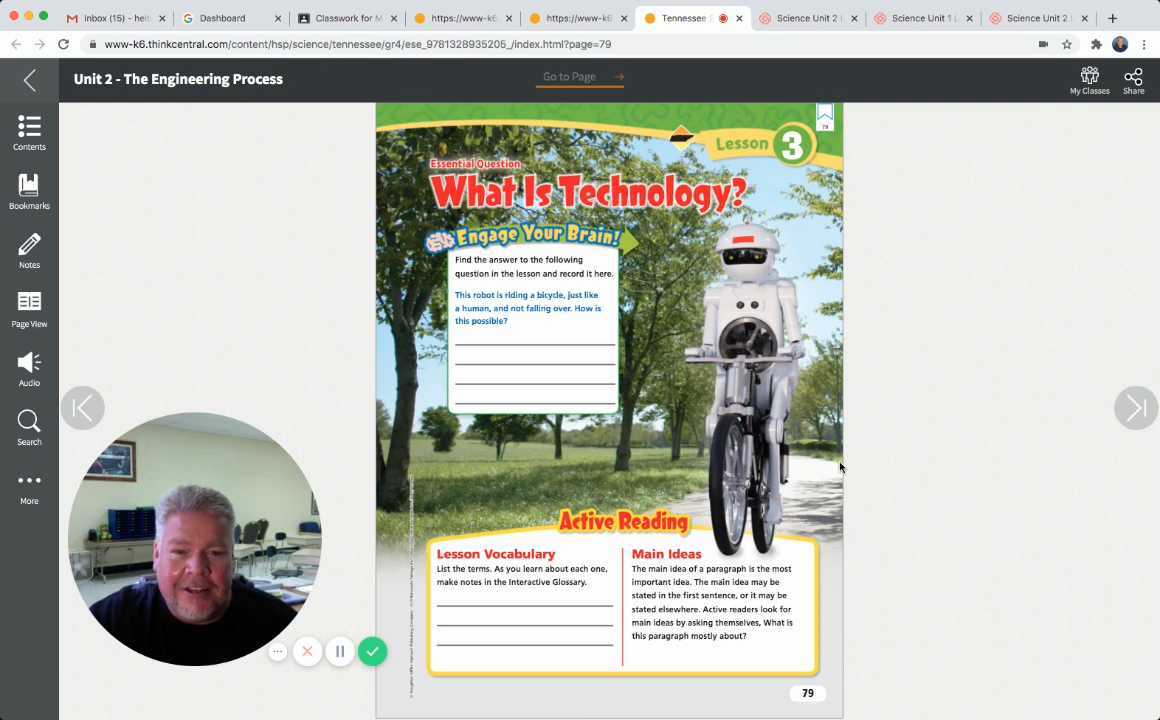 Inbox (15) - helt
Dashboard
Classwork for M
https://www-k6.
https://www-k6
Tennessee S
Science Unit 2 L
Science Unit 1 L
Science Unit 2 L
www-k6.thinkcentral.com/content/hsp/science/tennessee/gr4/ese_9781328935205_/index.html?page=79
Unit 2 - The Engineering Process
Go to Page
My Classes
Share
Contents
Bookmarks
Notes
Page View
Audio
Search
More
79
Lesson 3
Essential Question
What Is Technology?
Engage Your Brain!
Find the answer to the following
question in the lesson and record it here.
This robot is riding a bicycle, just like
a human, and not falling over. How is
this possible?
Active Reading
Lesson Vocabulary
List the terms. As you learn about each one,
make notes in the Interactive Glossary.
Main Ideas
The main idea of a paragraph is the most
important idea. The main idea may be
stated in the first sentence, or it may be
stated elsewhere. Active readers look for
main ideas by asking themselves, What is
this paragraph mostly about?
79